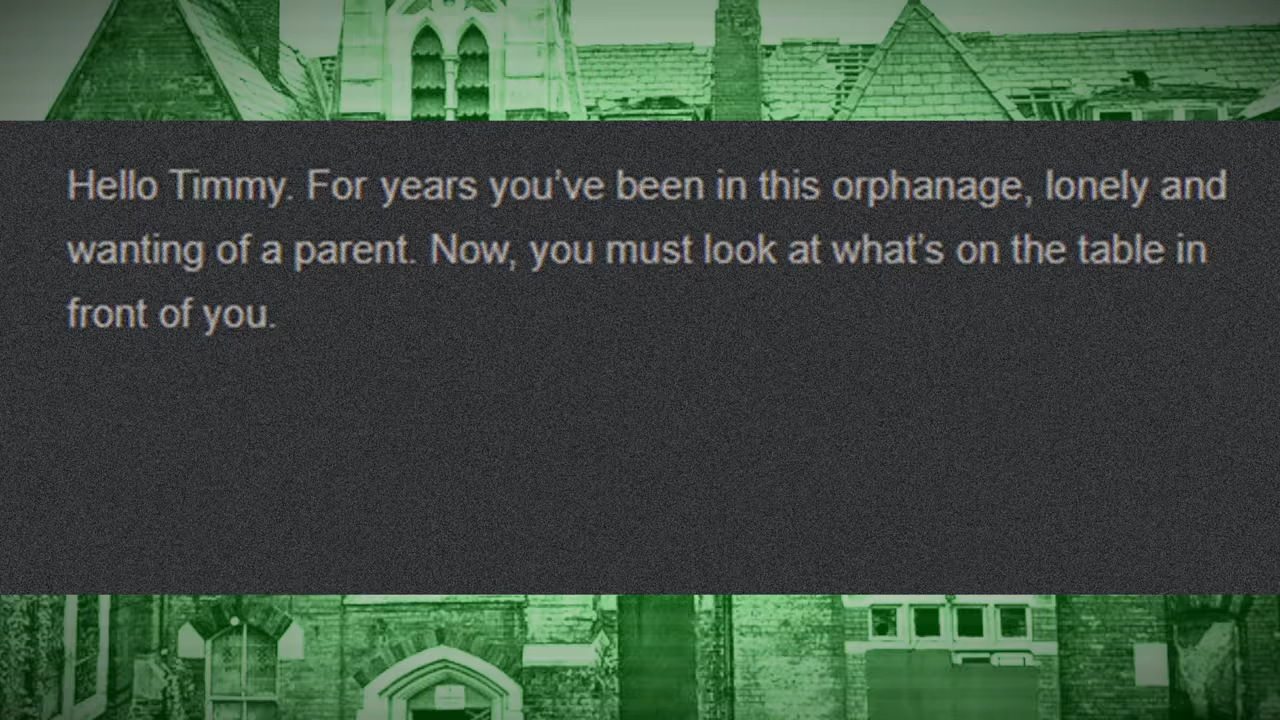 Hello Timmy. For years you've been in this orphanage, lonely and
wanting of a parent. Now, you must look at what's on the table in
front of you.